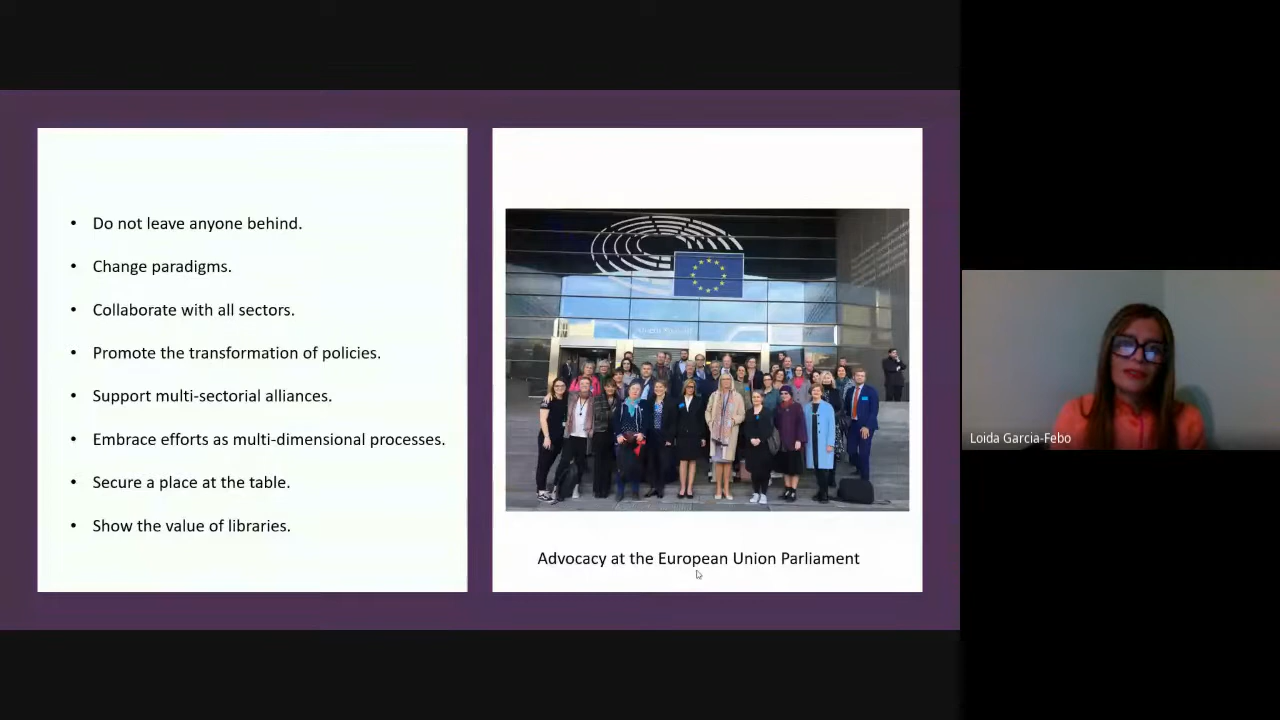 • Do not leave anyone behind.
• Change paradigms.
• Collaborate with all sectors.
• Promote the transformation of policies.
• Support multi-sectorial alliances.
• Embrace efforts as multi-dimensional processes.
• Secure a place at the table.
• Show the value of libraries.
Advocacy at the European Union Parliament
Loida Garcia-Febo